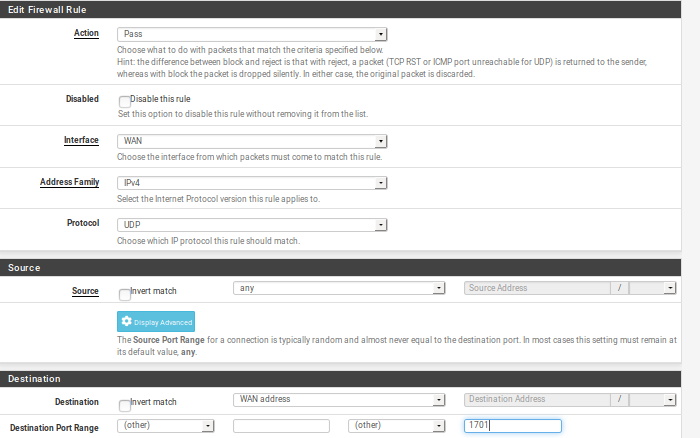 Edit Firewall Rule
Action Pass
Choose what to do with packets that match the criteria specified below.
Hint: the difference between block and reject is that with reject, a packet (TCP RST or ICMP port unreachable for UDP) is returned to the sender,
whereas with block the packet is dropped silently. In either case, the original packet is discarded.
Disabled Disable this rule
Set this option to disable this rule without removing it from the list.
Interface WAN
Choose the interface from which packets must come to match this rule.
Address Family IPv4
Select the Internet Protocol version this rule applies to.
Protocol UDP
Choose which IP protocol this rule should match.
Source
Source Invert match any Source Address /
Display Advanced
The Source Port Range for a connection is typically random and almost never equal to the destination port. In most cases this setting must remain at
its default value, any.
Destination
Destination Invert match WAN address Destination Address /
Destination Port Range (other) (other) 1701